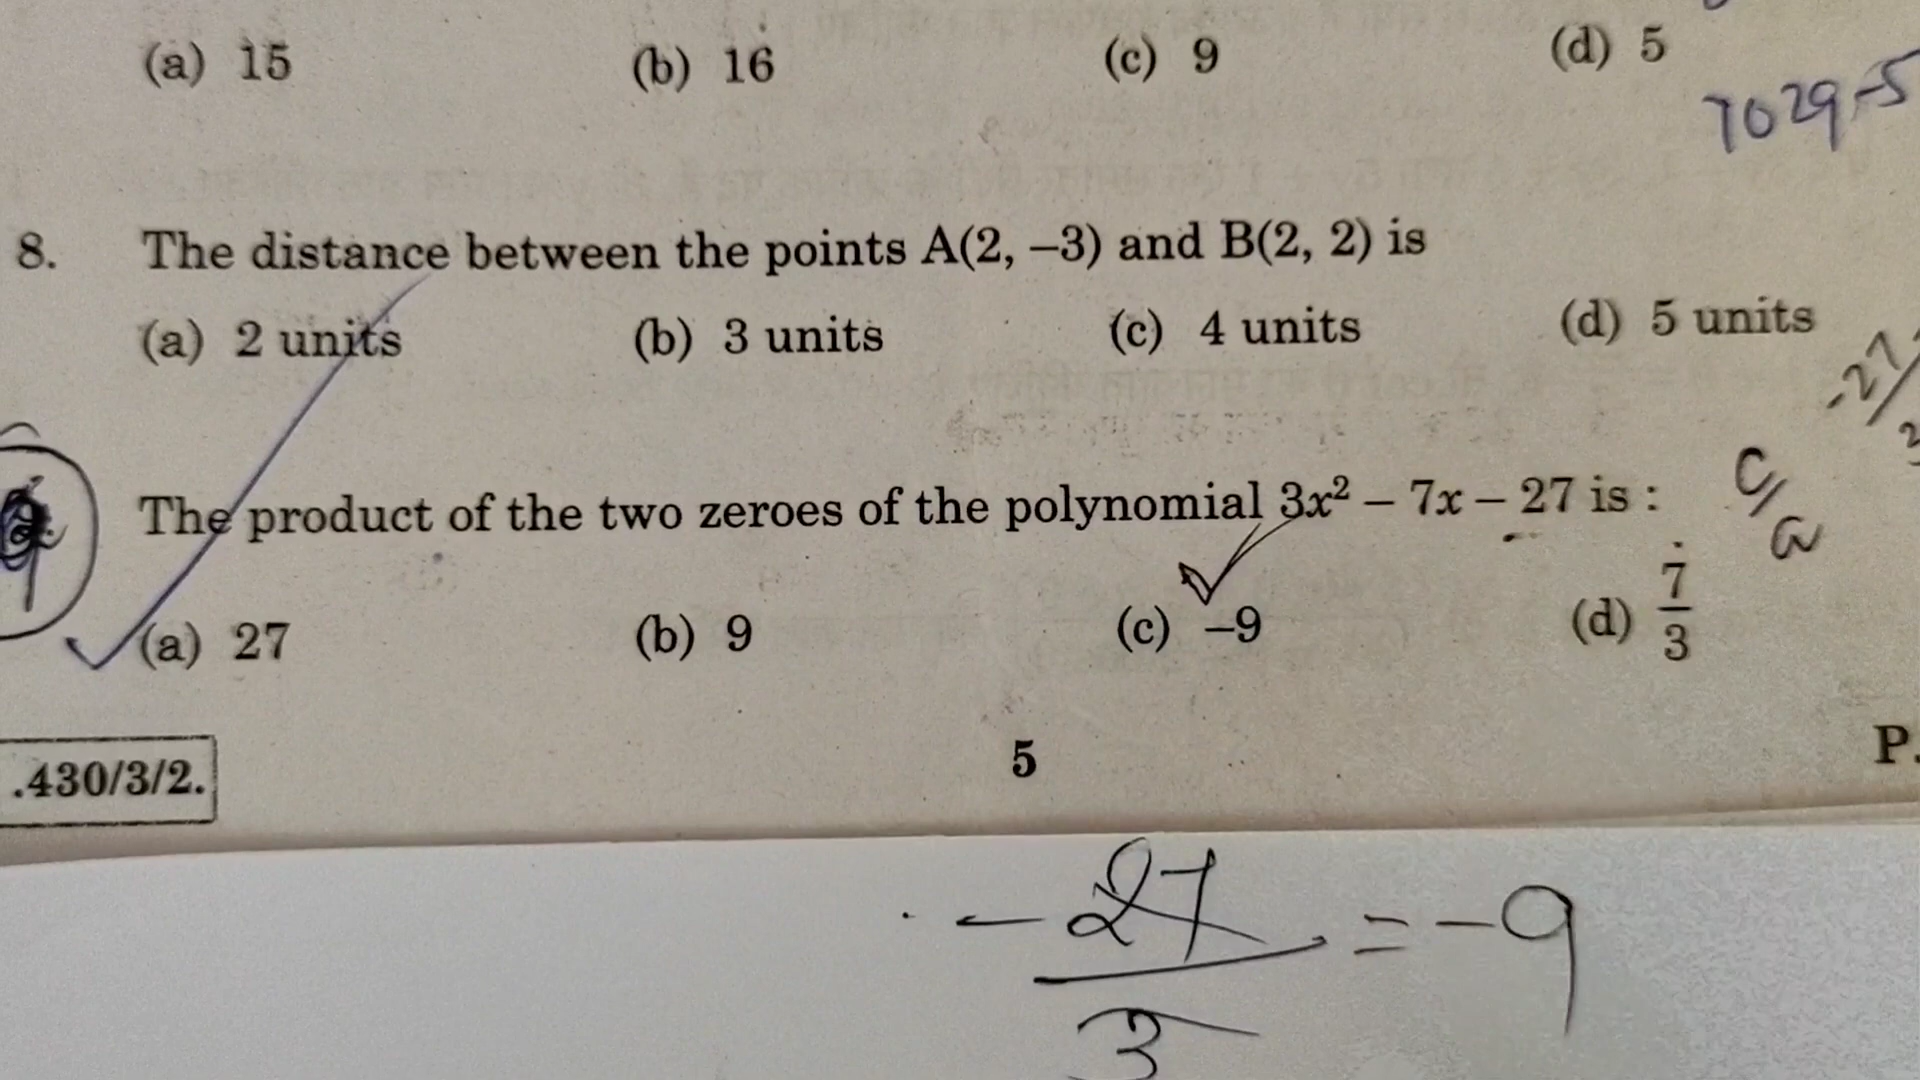 (a) 15 (b) 16 (c) 9 (d) 5
7029-5
8. The distance between the points A(2, –3) and B(2, 2) is
(a) 2 units (b) 3 units (c) 4 units (d) 5 units
-27/
The product of the two zeroes of the polynomial 3x² – 7x – 27 is :
c/a
(a) 27 (b) 9 (c) –9 (d) 7/3
.430/3/2. 5 P.
-27/3 = -9